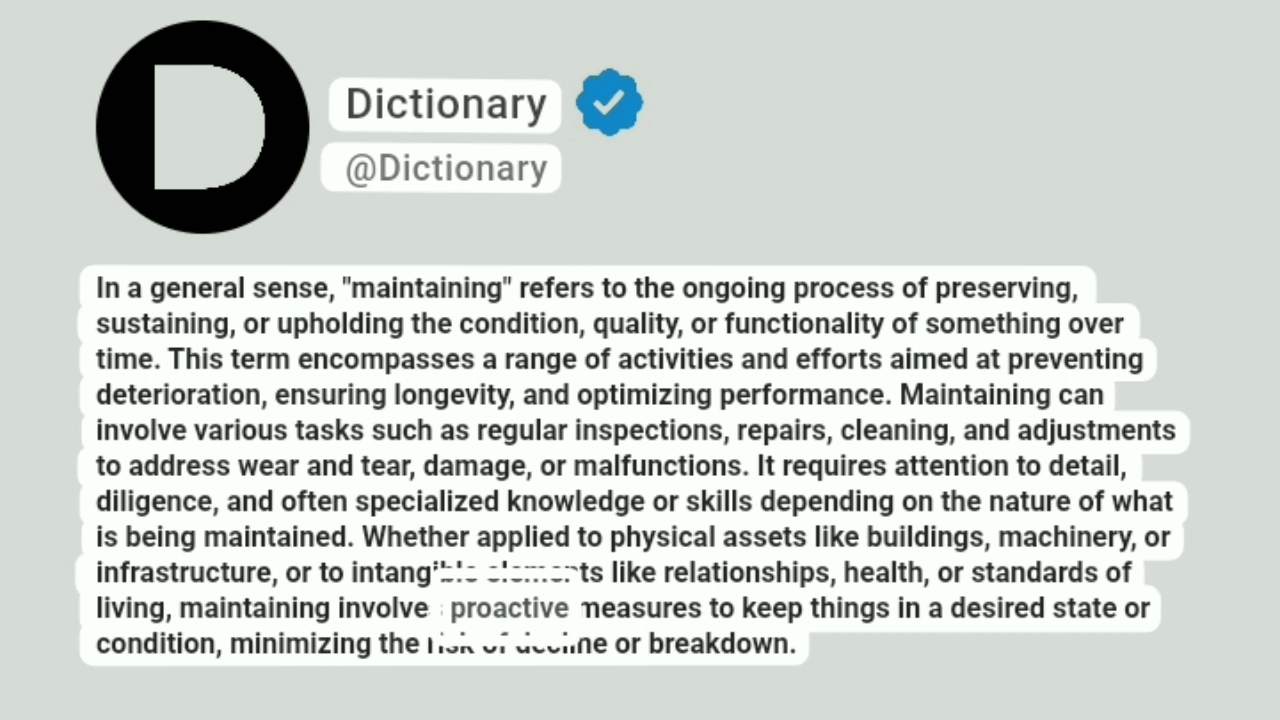 D
Dictionary
@Dictionary
In a general sense, "maintaining" refers to the ongoing process of preserving,
sustaining, or upholding the condition, quality, or functionality of something over
time. This term encompasses a range of activities and efforts aimed at preventing
deterioration, ensuring longevity, and optimizing performance. Maintaining can
involve various tasks such as regular inspections, repairs, cleaning, and adjustments
to address wear and tear, damage, or malfunctions. It requires attention to detail,
diligence, and often specialized knowledge or skills depending on the nature of what
is being maintained. Whether applied to physical assets like buildings, machinery, or
infrastructure, or to intangible elements like relationships, health, or standards of
living, maintaining involve proactive measures to keep things in a desired state or
condition, minimizing the risk of decline or breakdown.